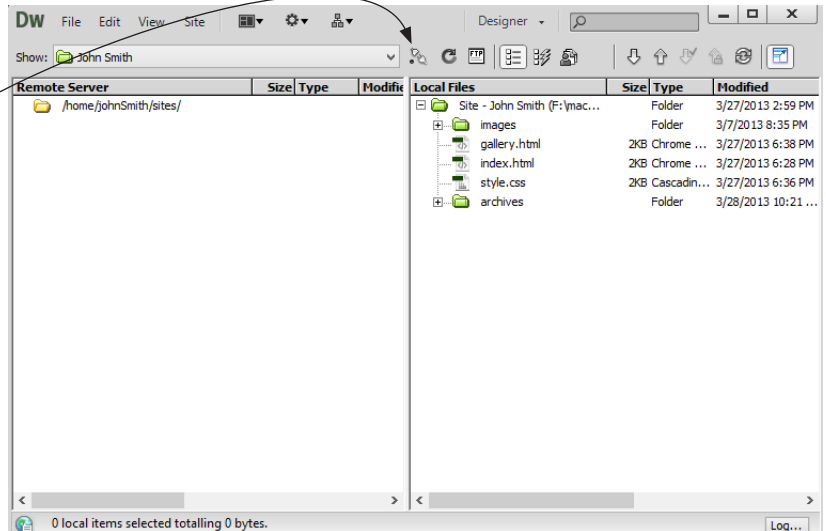 DW File Edit View Site Designer
Show: John Smith FTP
Remote Server Size Type Modifie Local Files Size Type Modified
/home/johnSmith/sites/ Site - John Smith (F:\mac... Folder 3/27/2013 2:59 PM
images Folder 3/7/2013 8:35 PM
gallery.html 2KB Chrome ... 3/27/2013 6:38 PM
index.html 2KB Chrome ... 3/27/2013 6:28 PM
style.css 2KB Cascadin... 3/27/2013 6:36 PM
archives Folder 3/28/2013 10:21 ...
0 local items selected totalling 0 bytes. Log...